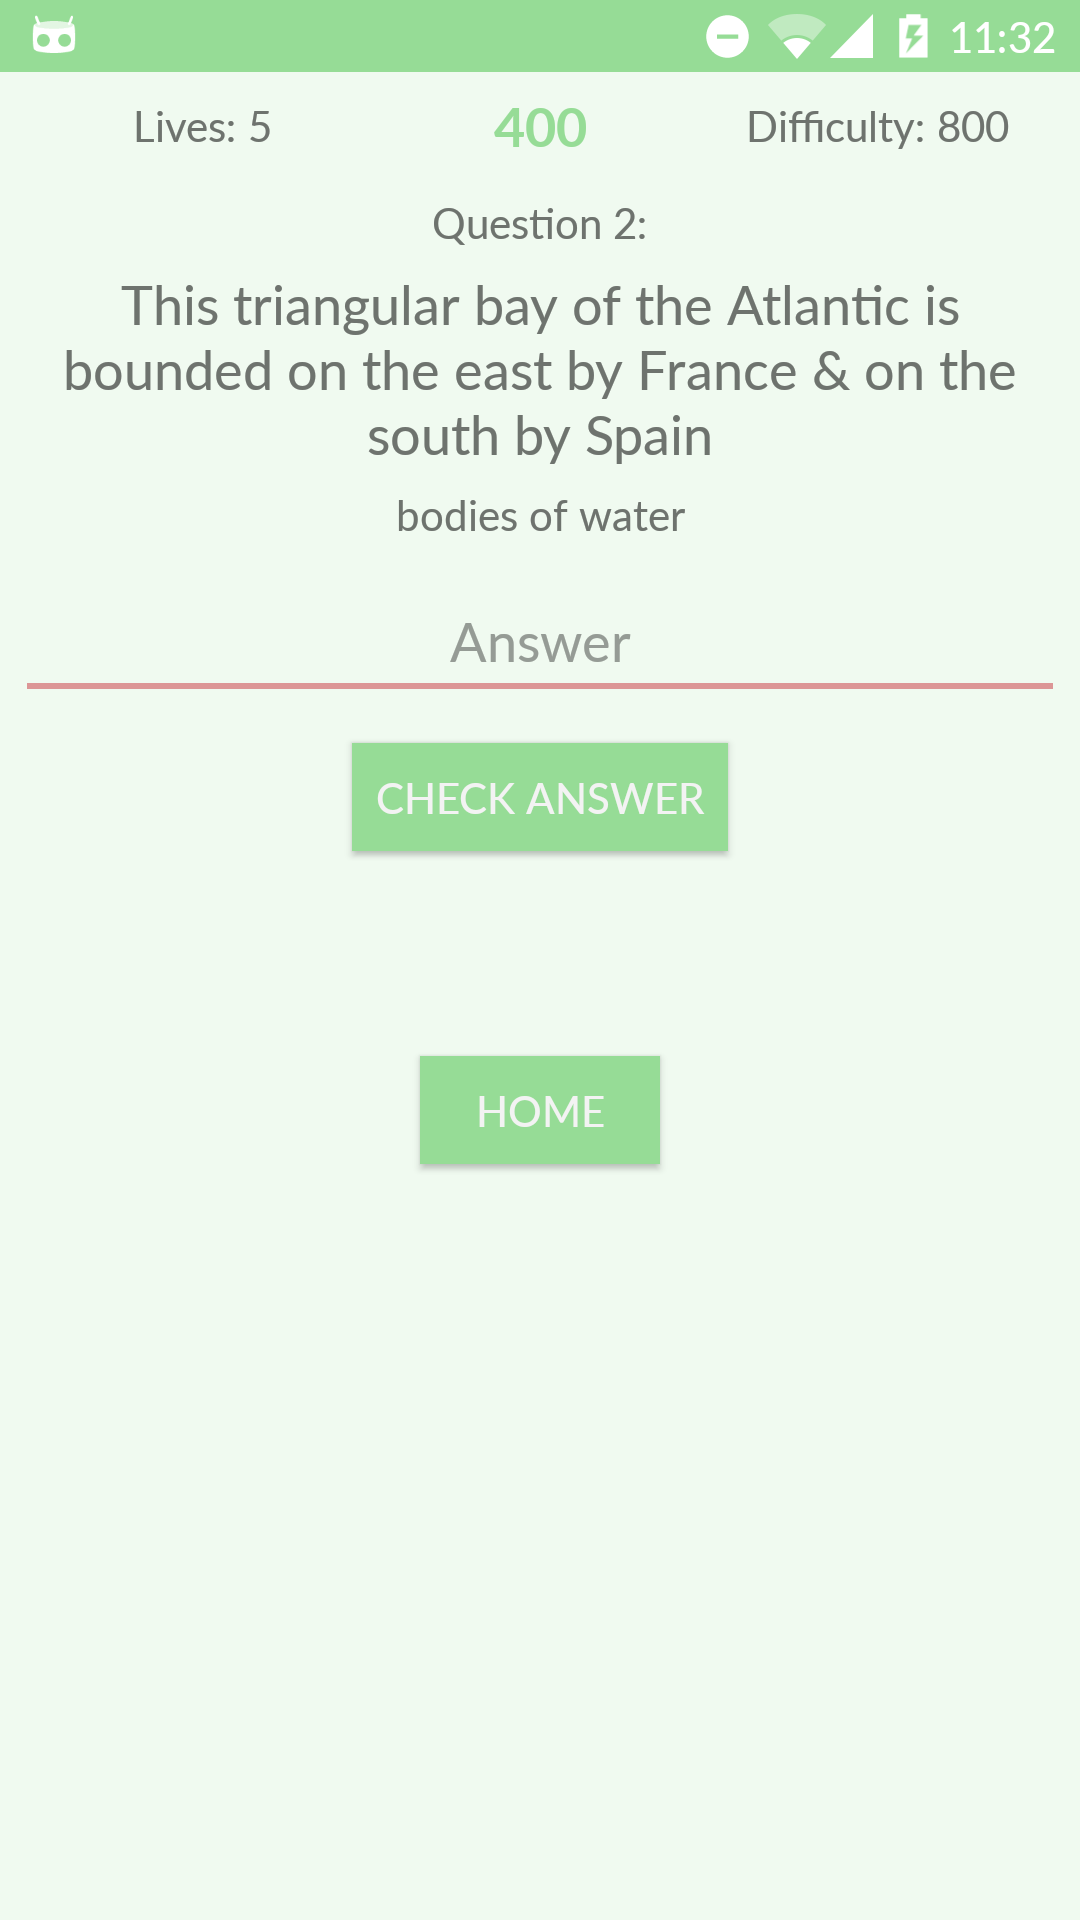 11:32
Lives: 5
400
Difficulty: 800
Question 2:
This triangular bay of the Atlantic is
bounded on the east by France & on the
south by Spain
bodies of water
Answer
CHECK ANSWER
HOME